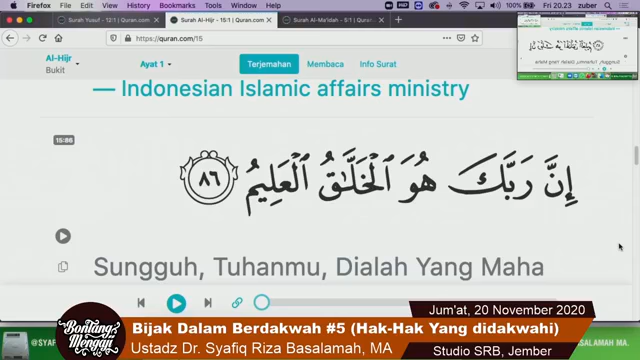 Firefox File Edit View History Bookmarks Tools Window Help 100% Fri 20.23 zuber
Surah Yusuf - 12:1 | Quran.com
Surah Al-Hijr - 15:1 | Quran.com
Surah Al-Ma'idah - 5:1 | Quran.com
https://quran.com/15
Al-Hijr
Bukit
Ayat 1
Terjemahan
Membaca
Info Surat
— Indonesian Islamic affairs ministry
15:86
إِنَّ رَبَّكَ هُوَ ٱلْخَلَّـٰقُ ٱلْعَلِيمُ ٨٦
Sungguh, Tuhanmu, Dialah Yang Maha
Jum'at, 20 November 2020
Bontang Mengaji
Bijak Dalam Berdakwah #5 (Hak-Hak Yang didakwahi)
Ustadz Dr. Syafiq Riza Basalamah, MA
Studio SRB, Jember